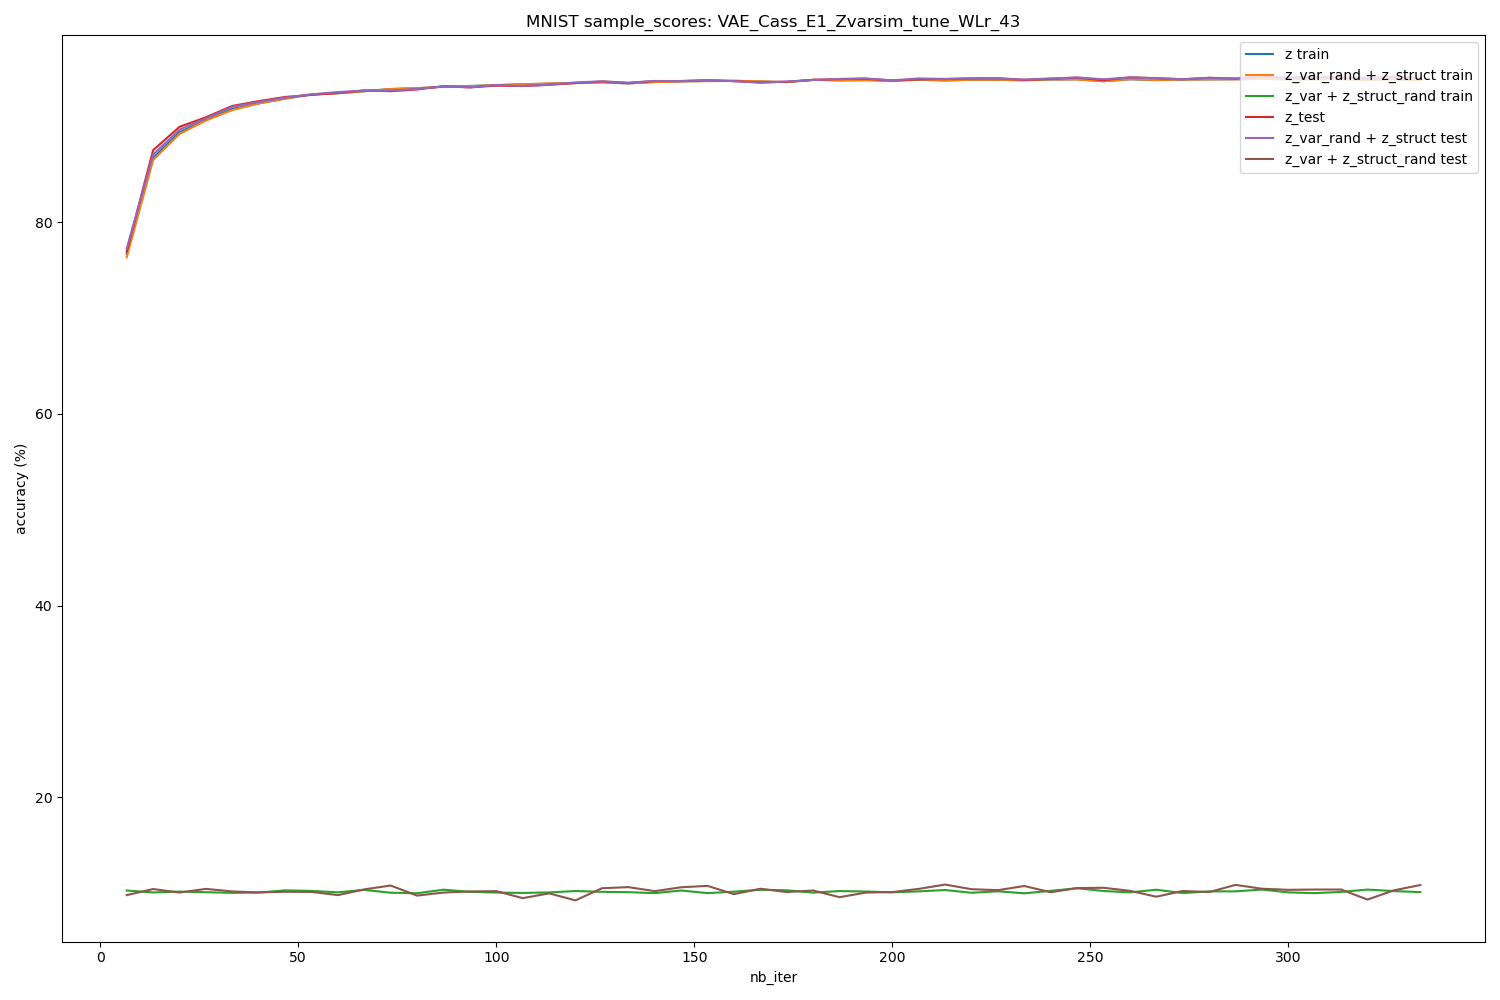 MNIST sample_scores: VAE_Cass_E1_Zvarsim_tune_WLr_43
z train
z_var_rand + z_struct train
z_var + z_struct_rand train
z_test
z_var_rand + z_struct test
z_var + z_struct_rand test
accuracy (%)
80
60
40
20
0
50
100
150
200
250
300
nb_iter